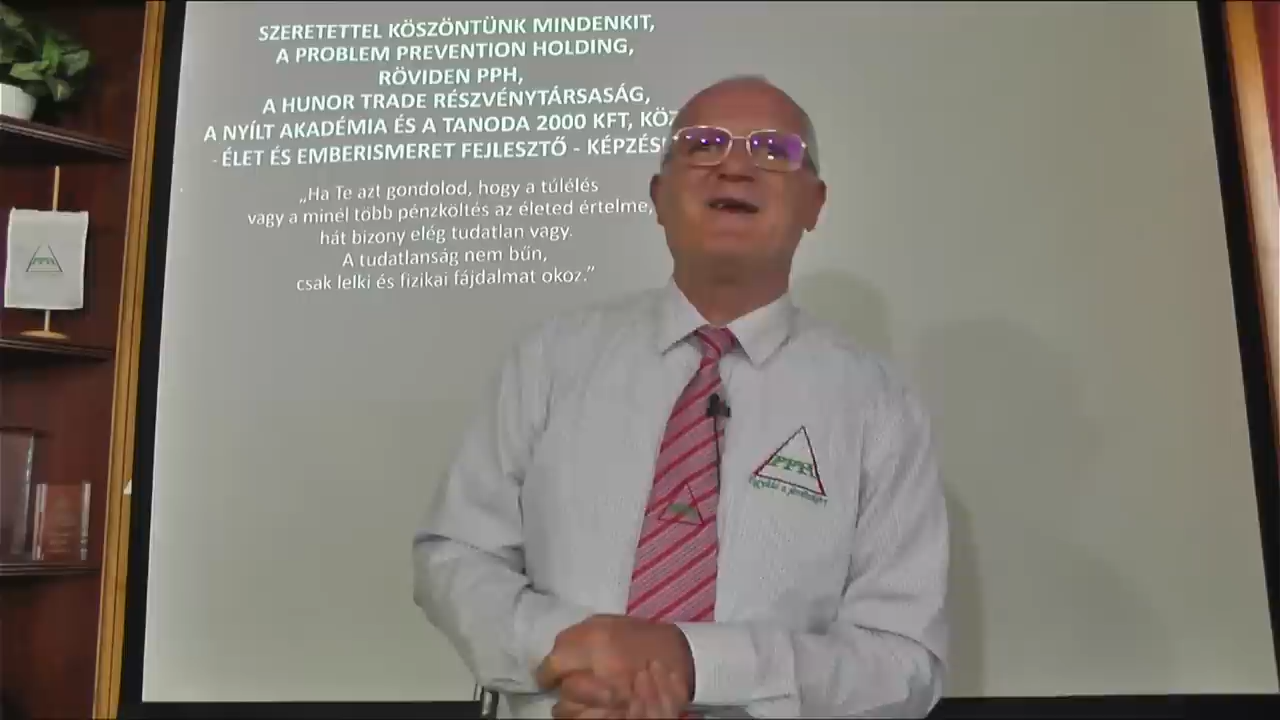 SZERETETTEL KÖSZÖNTÜNK MINDENKIT,
A PROBLEM PREVENTION HOLDING,
RÖVIDEN PPH,
A HUNOR TRADE RÉSZVÉNYTÁRSASÁG,
A NYÍLT AKADÉMIA ÉS A TANODA 2000 KFT,
- ÉLET ÉS EMBERISMERET FEJLESZTŐ -
„Ha Te azt gondolod, hogy a túlélés
vagy a minél több pénzköltés az életed értelme,
hát bizony elég tudatlan vagy.
A tudatlanság nem bűn,
csak lelki és fizikai fájdalmat okoz.”
PPH